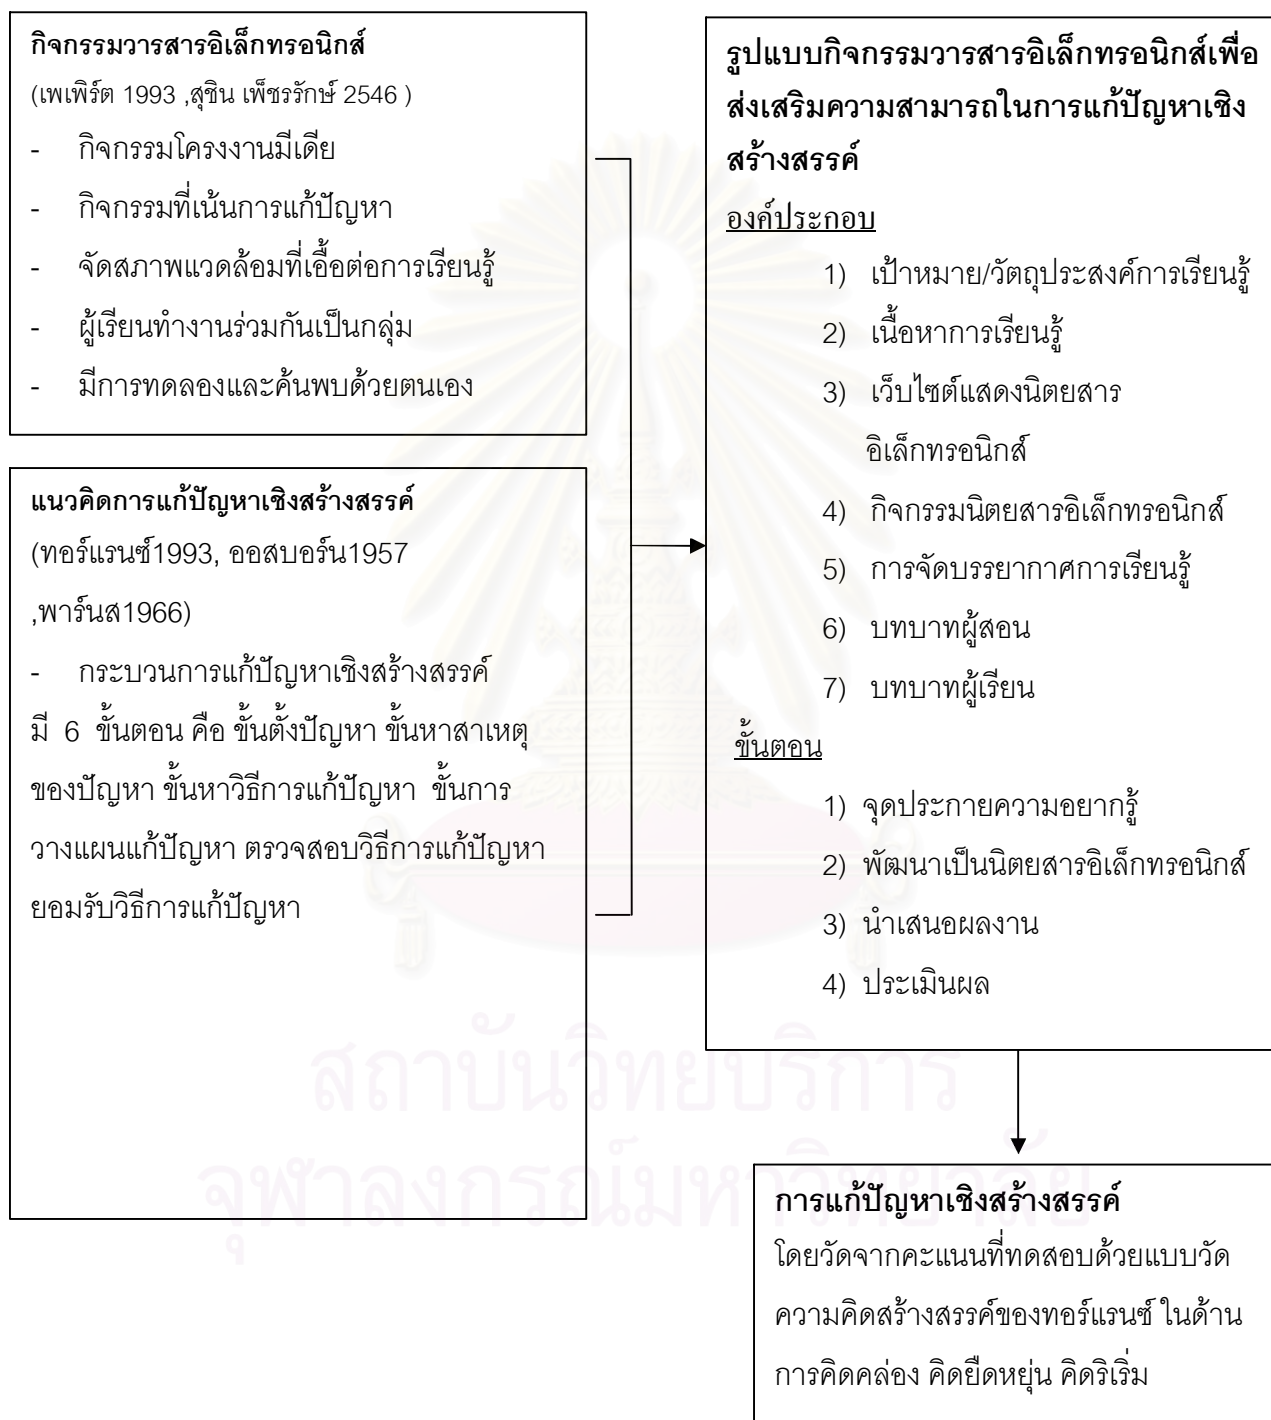 กิจกรรมวารสารอิเล็กทรอนิกส์
(เพเพิร์ต 1993 ,สุชิน เพ็ชรรักษ์ 2546 )
- กิจกรรมโครงงานมีเดีย
- กิจกรรมที่เน้นการแก้ปัญหา
- จัดสภาพแวดล้อมที่เอื้อต่อการเรียนรู้
- ผู้เรียนทำงานร่วมกันเป็นกลุ่ม
- มีการทดลองและค้นพบด้วยตนเอง
แนวคิดการแก้ปัญหาเชิงสร้างสรรค์
(ทอร์แรนซ์1993, ออสบอร์น1957
,พาร์นส1966)
- กระบวนการแก้ปัญหาเชิงสร้างสรรค์
มี 6 ขั้นตอน คือ ขั้นตั้งปัญหา ขั้นหาสาเหตุ
ของปัญหา ขั้นหาวิธีการแก้ปัญหา ขั้นการ
วางแผนแก้ปัญหา ตรวจสอบวิธีการแก้ปัญหา
ยอมรับวิธีการแก้ปัญหา
รูปแบบกิจกรรมวารสารอิเล็กทรอนิกส์เพื่อ
ส่งเสริมความสามารถในการแก้ปัญหาเชิง
สร้างสรรค์
องค์ประกอบ
1) เป้าหมาย/วัตถุประสงค์การเรียนรู้
2) เนื้อหาการเรียนรู้
3) เว็บไซต์แสดงนิตยสาร
อิเล็กทรอนิกส์
4) กิจกรรมนิตยสารอิเล็กทรอนิกส์
5) การจัดบรรยากาศการเรียนรู้
6) บทบาทผู้สอน
7) บทบาทผู้เรียน
ขั้นตอน
1) จุดประกายความอยากรู้
2) พัฒนาเป็นนิตยสารอิเล็กทรอนิกส์
3) นำเสนอผลงาน
4) ประเมินผล
การแก้ปัญหาเชิงสร้างสรรค์
โดยวัดจากคะแนนที่ทดสอบด้วยแบบวัด
ความคิดสร้างสรรค์ของทอร์แรนซ์ ในด้าน
การคิดคล่อง คิดยืดหยุ่น คิดริเริ่ม
สถาบันวิทยบริการ
จุฬาลงกรณ์มหาวิทยาลัย